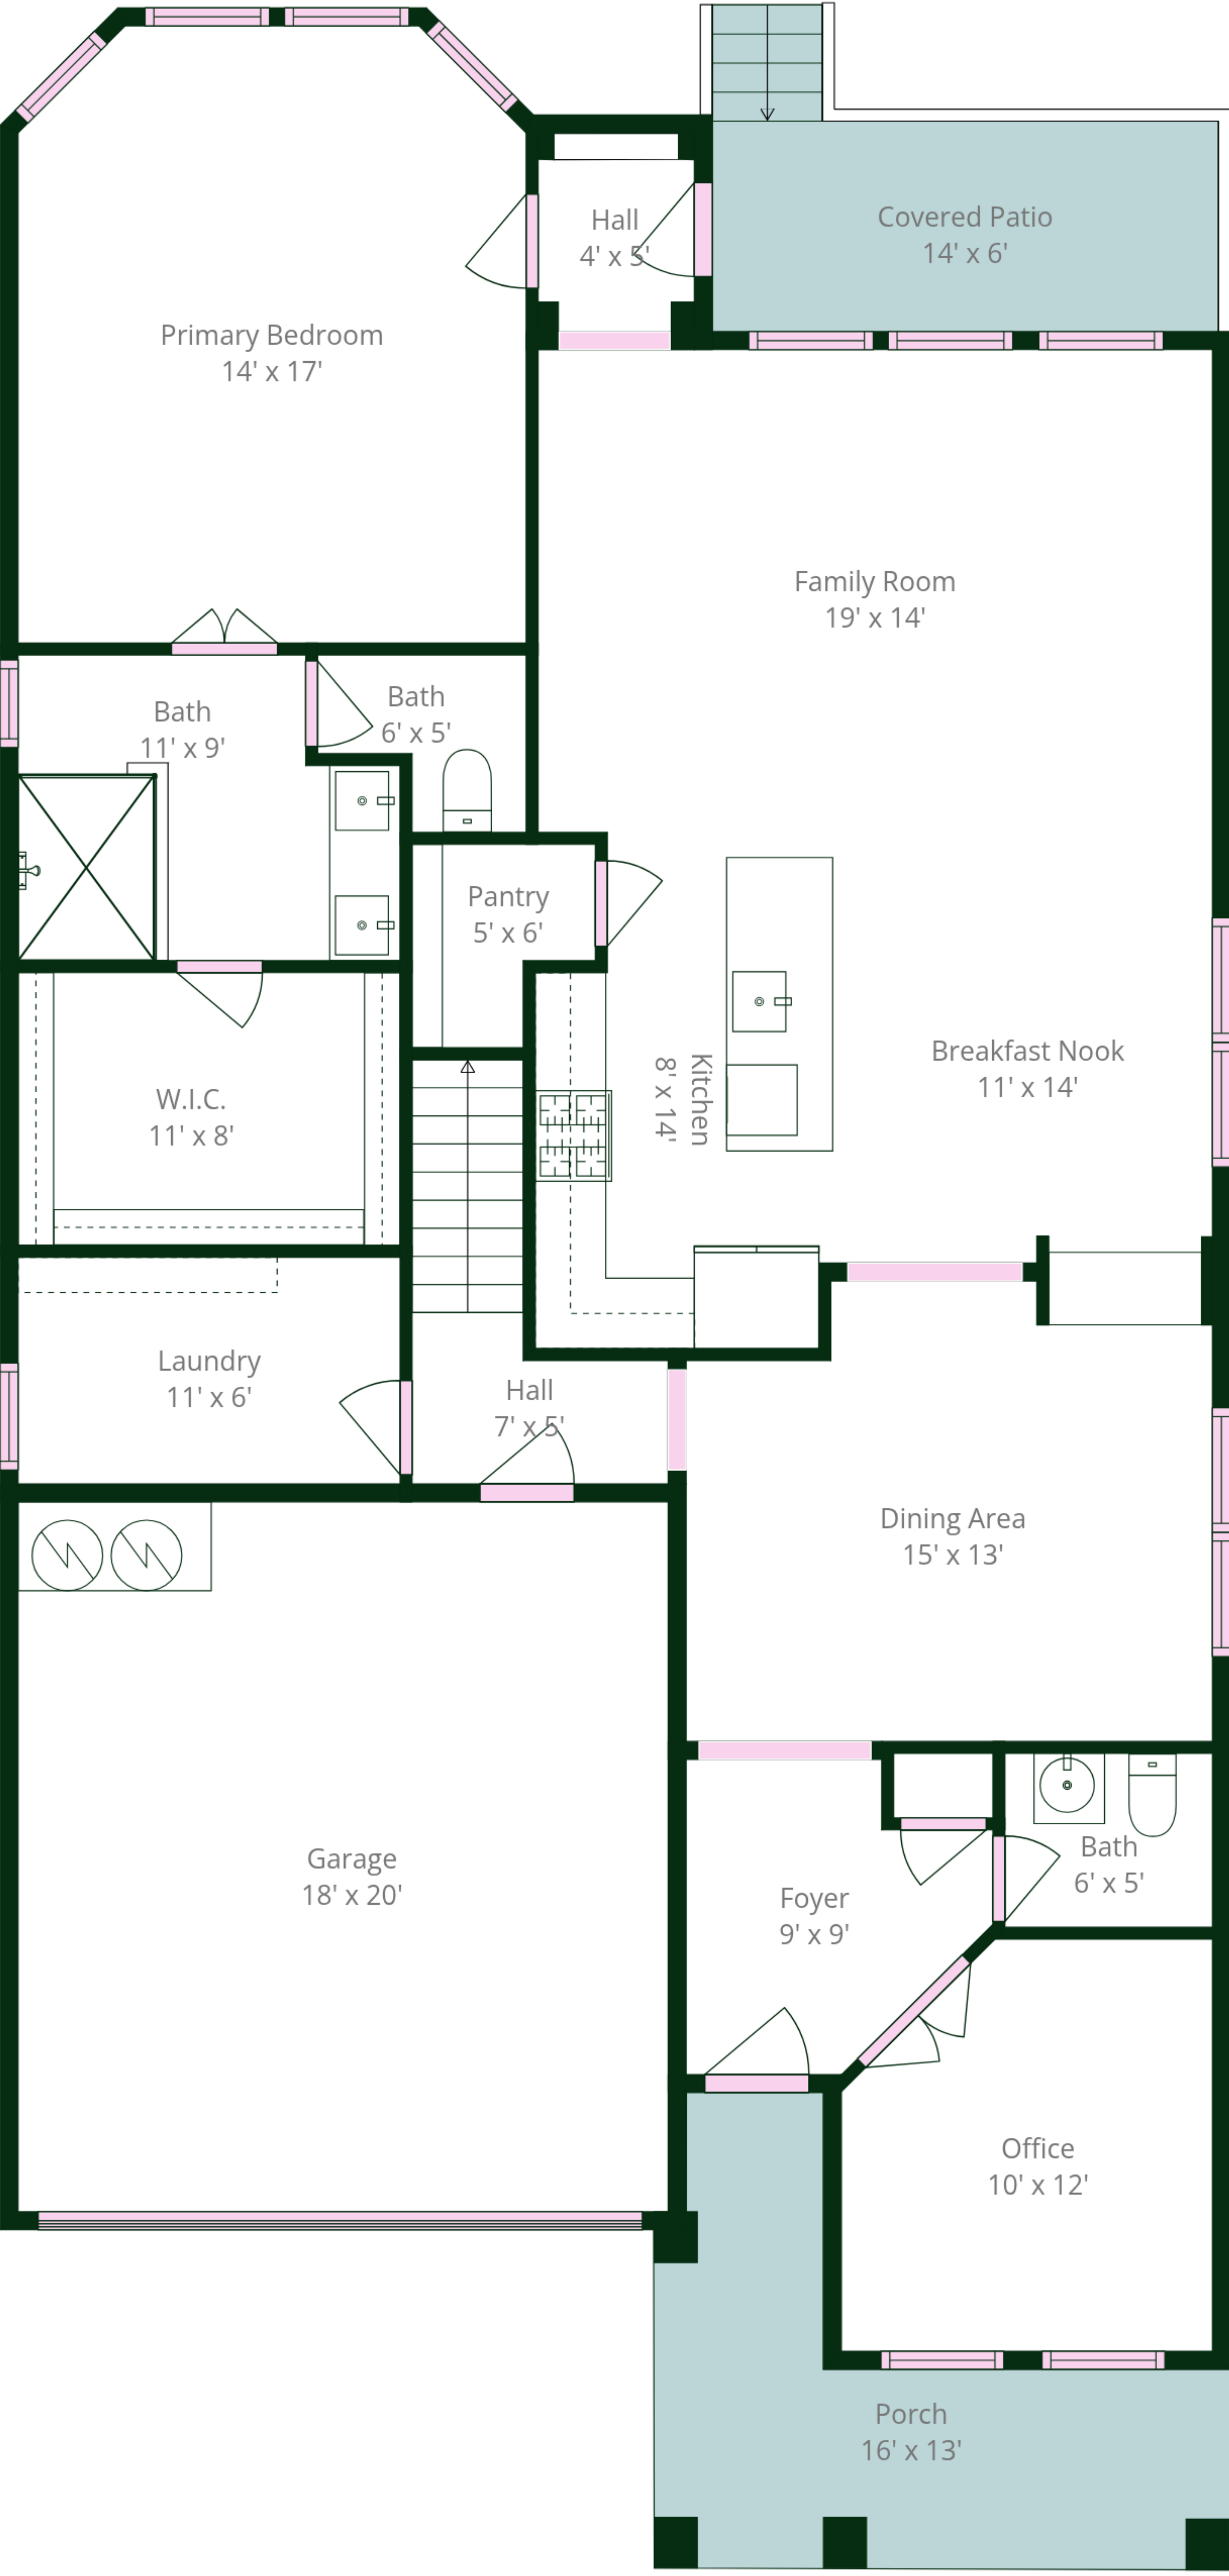 Hall
4' x 5'
Covered Patio
14' x 6'
Primary Bedroom
14' x 17'
Family Room
19' x 14'
Bath
11' x 9'
Bath
6' x 5'
Pantry
5' x 6'
Kitchen
8' x 14'
Breakfast Nook
11' x 14'
W.I.C.
11' x 8'
Laundry
11' x 6'
Hall
7' x 5'
Dining Area
15' x 13'
Garage
18' x 20'
Foyer
9' x 9'
Bath
6' x 5'
Office
10' x 12'
Porch
16' x 13'